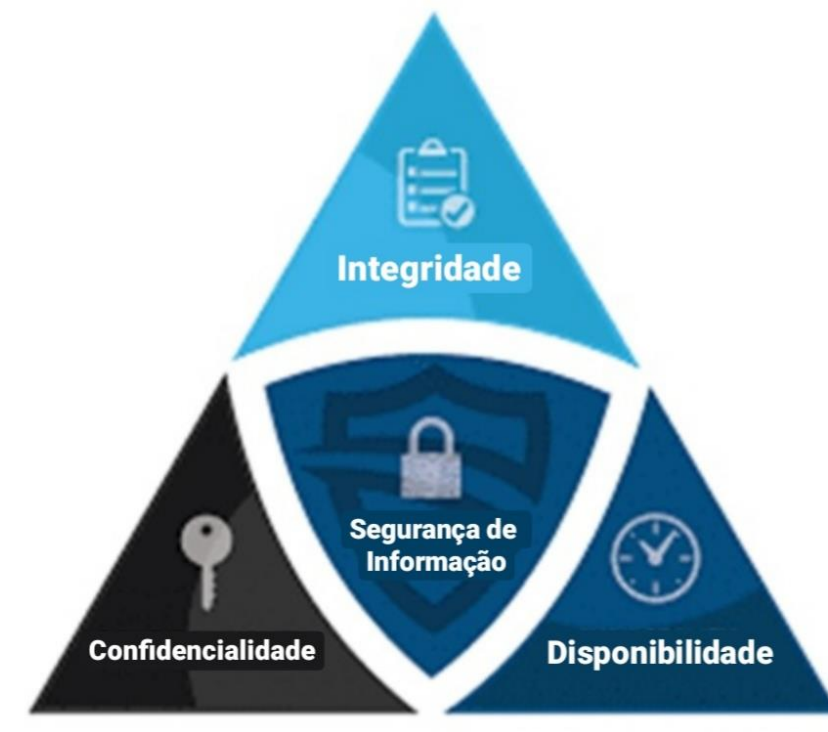 Integridade
Segurança de
Informação
Confidencialidade
Disponibilidade